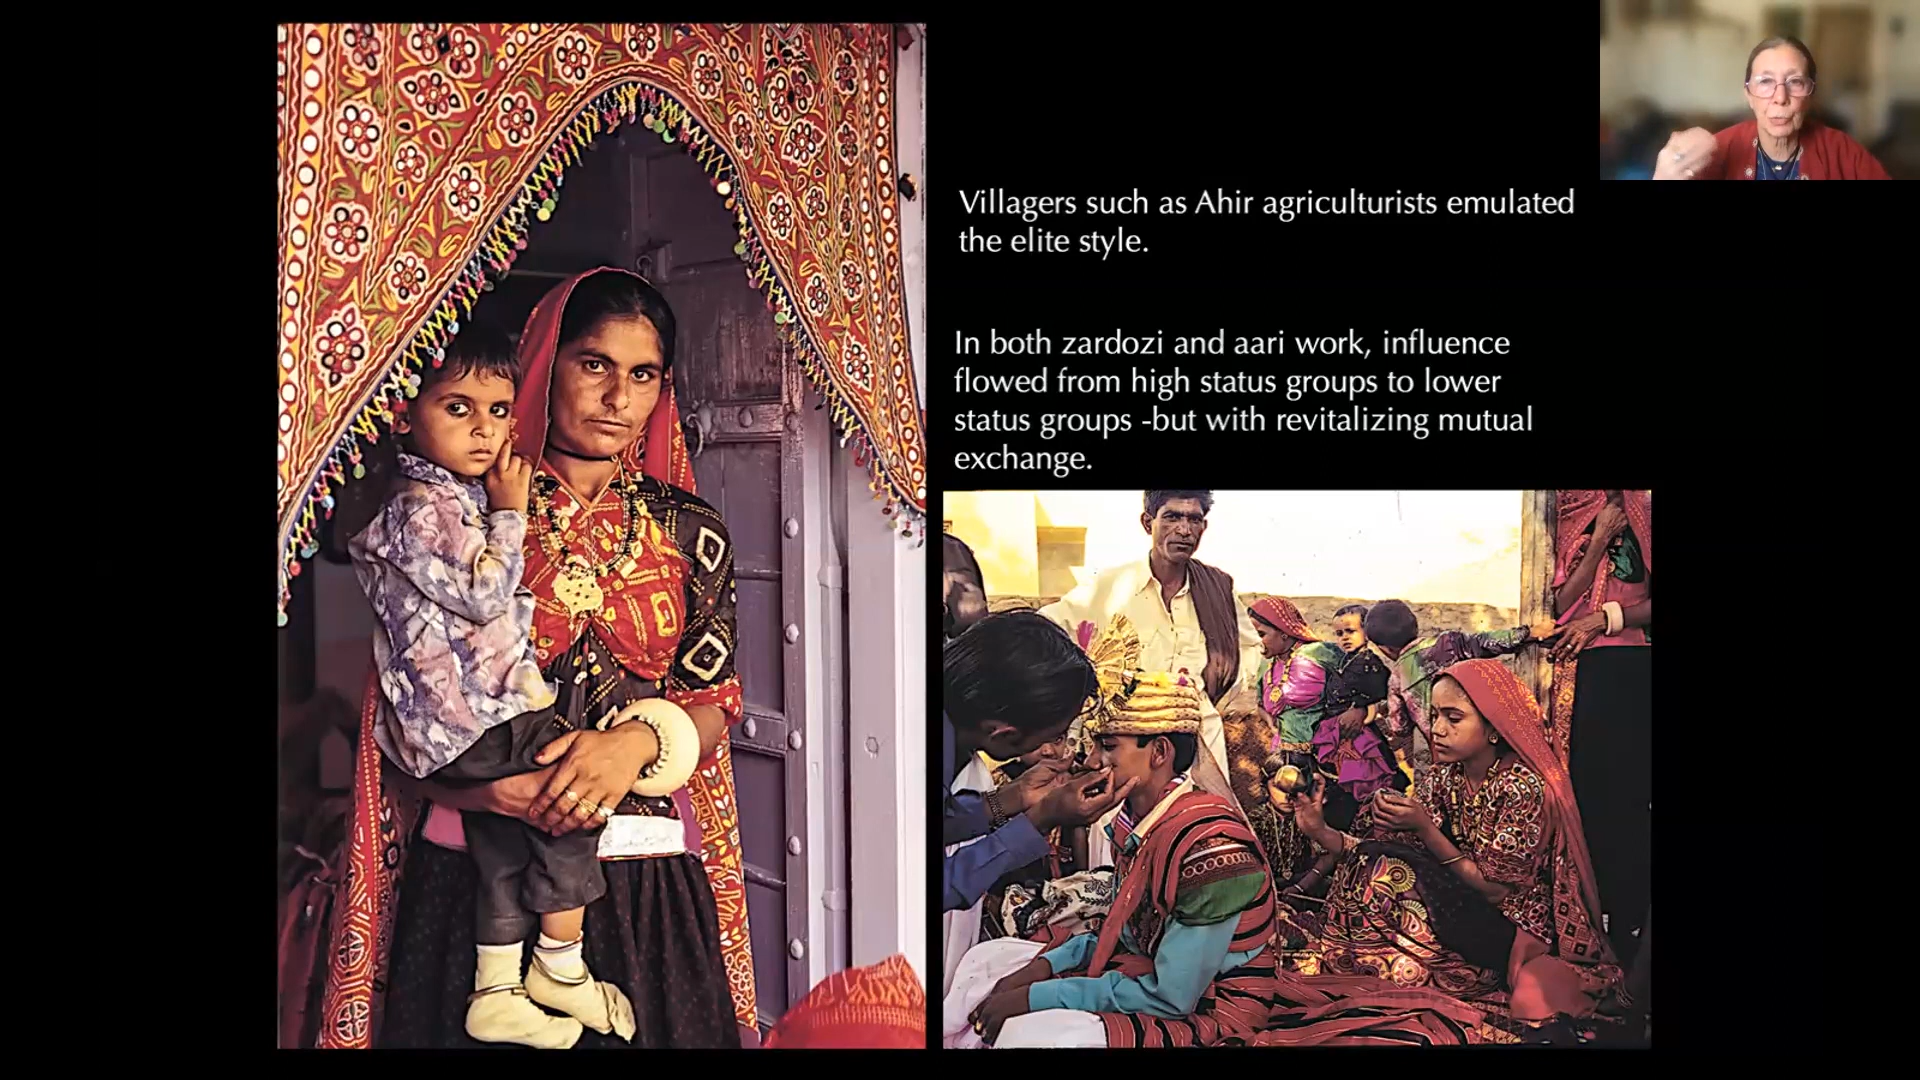 Villagers such as Ahir agriculturists emulated
the elite style.
In both zardozi and aari work, influence
flowed from high status groups to lower
status groups -but with revitalizing mutual
exchange.